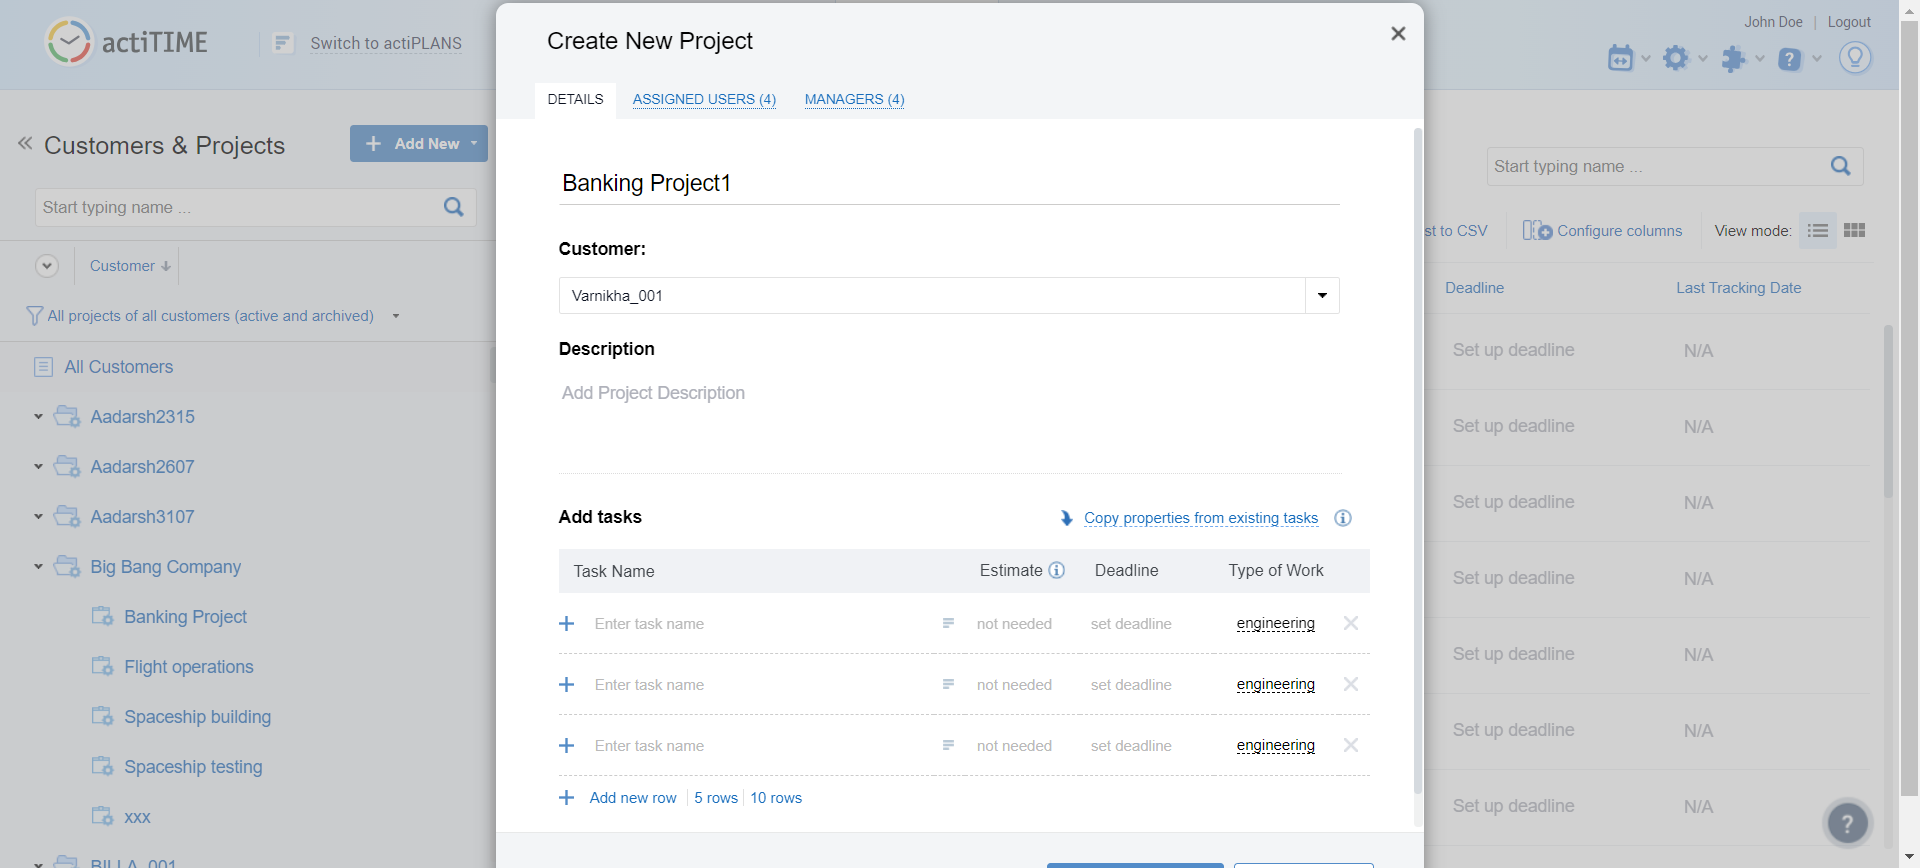 actiTIME
Switch to actiPLANS
Customers & Projects
Add New
Start typing name ...
Customer
All projects of all customers (active and archived)
All Customers
Aadarsh2315
Aadarsh2607
Aadarsh3107
Big Bang Company
Banking Project
Flight operations
Spaceship building
Spaceship testing
xxx
BILLA_001
Create New Project
DETAILS
ASSIGNED USERS (4)
MANAGERS (4)
Banking Project1
Customer:
Varnikha_001
Description
Add Project Description
Add tasks
Copy properties from existing tasks
Task Name Estimate Deadline Type of Work
Enter task name not needed set deadline engineering
Enter task name not needed set deadline engineering
Enter task name not needed set deadline engineering
Add new row 5 rows 10 rows
John Doe Logout
Start typing name ...
st to CSV Configure columns View mode:
Deadline Last Tracking Date
Set up deadline N/A
Set up deadline N/A
Set up deadline N/A
Set up deadline N/A
Set up deadline N/A
Set up deadline N/A
Set up deadline N/A